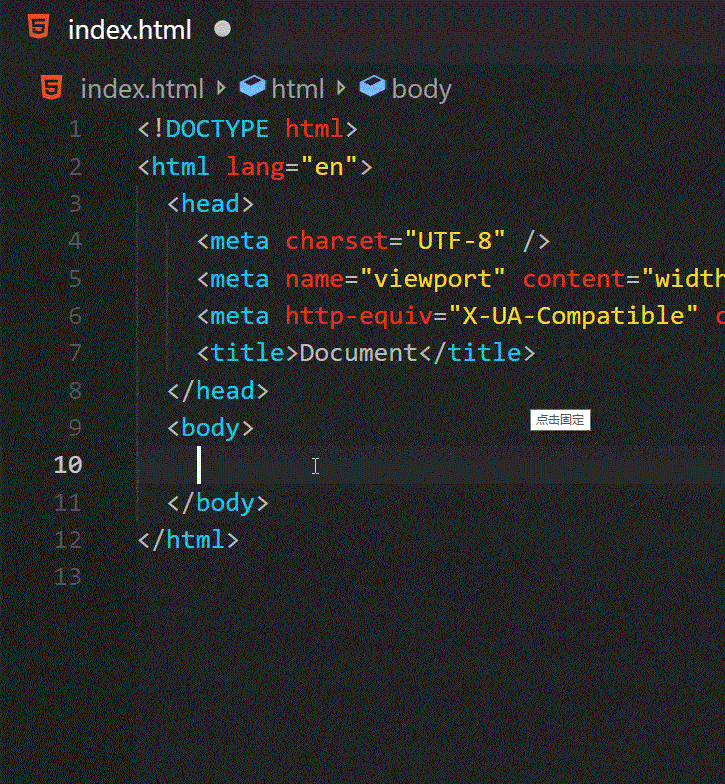 index.html
index.html html body
1 <!DOCTYPE html>
2 <html lang="en">
3 <head>
4 <meta charset="UTF-8" />
5 <meta name="viewport" content="width
6 <meta http-equiv="X-UA-Compatible" c
7 <title>Document</title>
8 </head>
9 <body>
点击固定
10
11 </body>
12 </html>
13